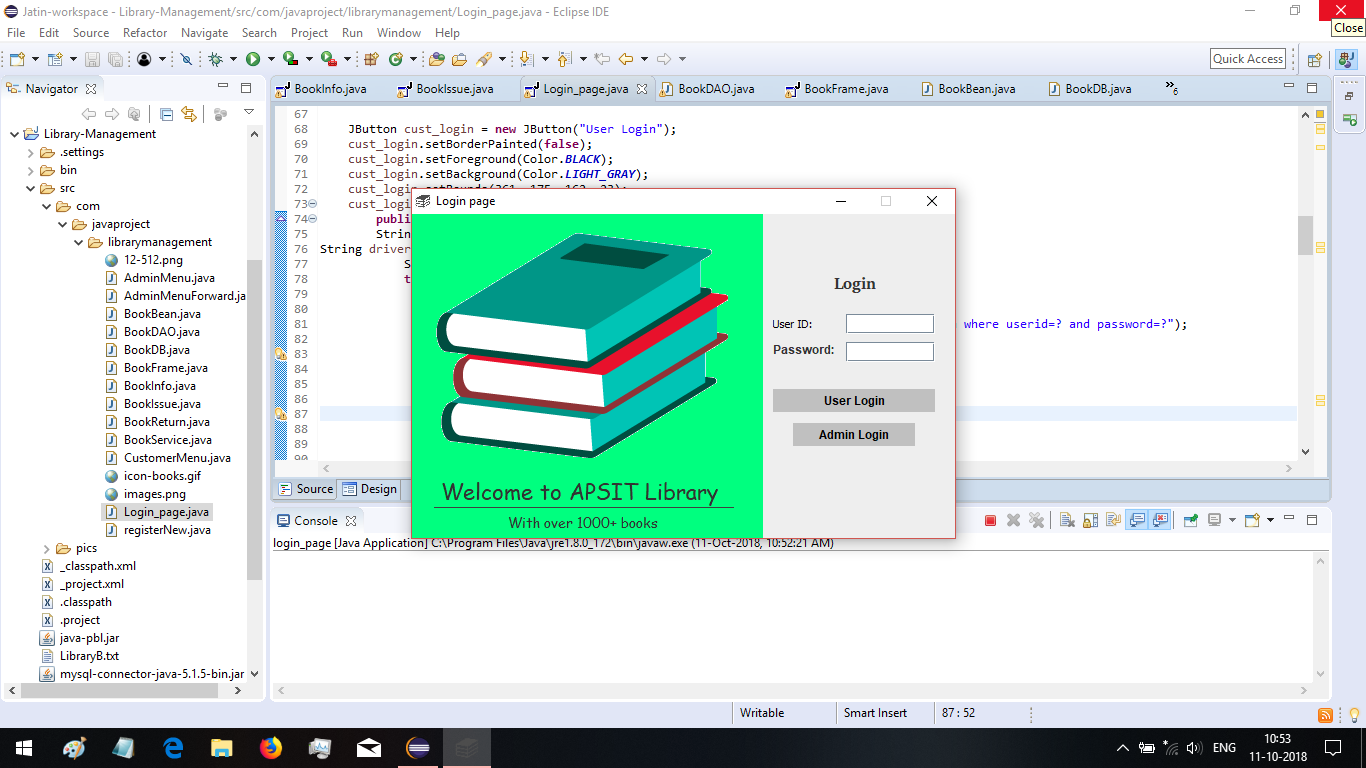 Jatin-workspace - Library-Management/src/com/javaproject/librarymanagement/Login_page.java - Eclipse IDE
Close
File Edit Source Refactor Navigate Search Project Run Window Help
Quick Access
Navigator
Library-Management
.settings
bin
src
com
javaproject
librarymanagement
12-512.png
AdminMenu.java
AdminMenuForward.ja
BookBean.java
BookDAO.java
BookDB.java
BookFrame.java
BookInfo.java
BookIssue.java
BookReturn.java
BookService.java
CustomerMenu.java
icon-books.gif
images.png
Login_page.java
registerNew.java
pics
_classpath.xml
_project.xml
.classpath
.project
java-pbl.jar
LibraryB.txt
mysql-connector-java-5.1.5-bin.jar
BookInfo.java BookIssue.java Login_page.java BookDAO.java BookFrame.java BookBean.java BookDB.java »6
67
68 JButton cust_login = new JButton("User Login");
69 cust_login.setBorderPainted(false);
70 cust_login.setForeground(Color.BLACK);
71 cust_login.setBackground(Color.LIGHT_GRAY);
72
73 cust_login
74 publi
75 Strin
76 String driver
77 S
78 t
79
80
81 where userid=? and password=?");
82
83
84
85
86
87
88
89
90
Login page
Welcome to APSIT Library
With over 1000+ books
Login
User ID:
Password:
User Login
Admin Login
Source Design
Console
login_page [Java Application] C:\Program Files\Java\jre1.8.0_172\bin\javaw.exe (11-Oct-2018, 10:52:21 AM)
Writable Smart Insert 87 : 52
ENG
10:53
11-10-2018